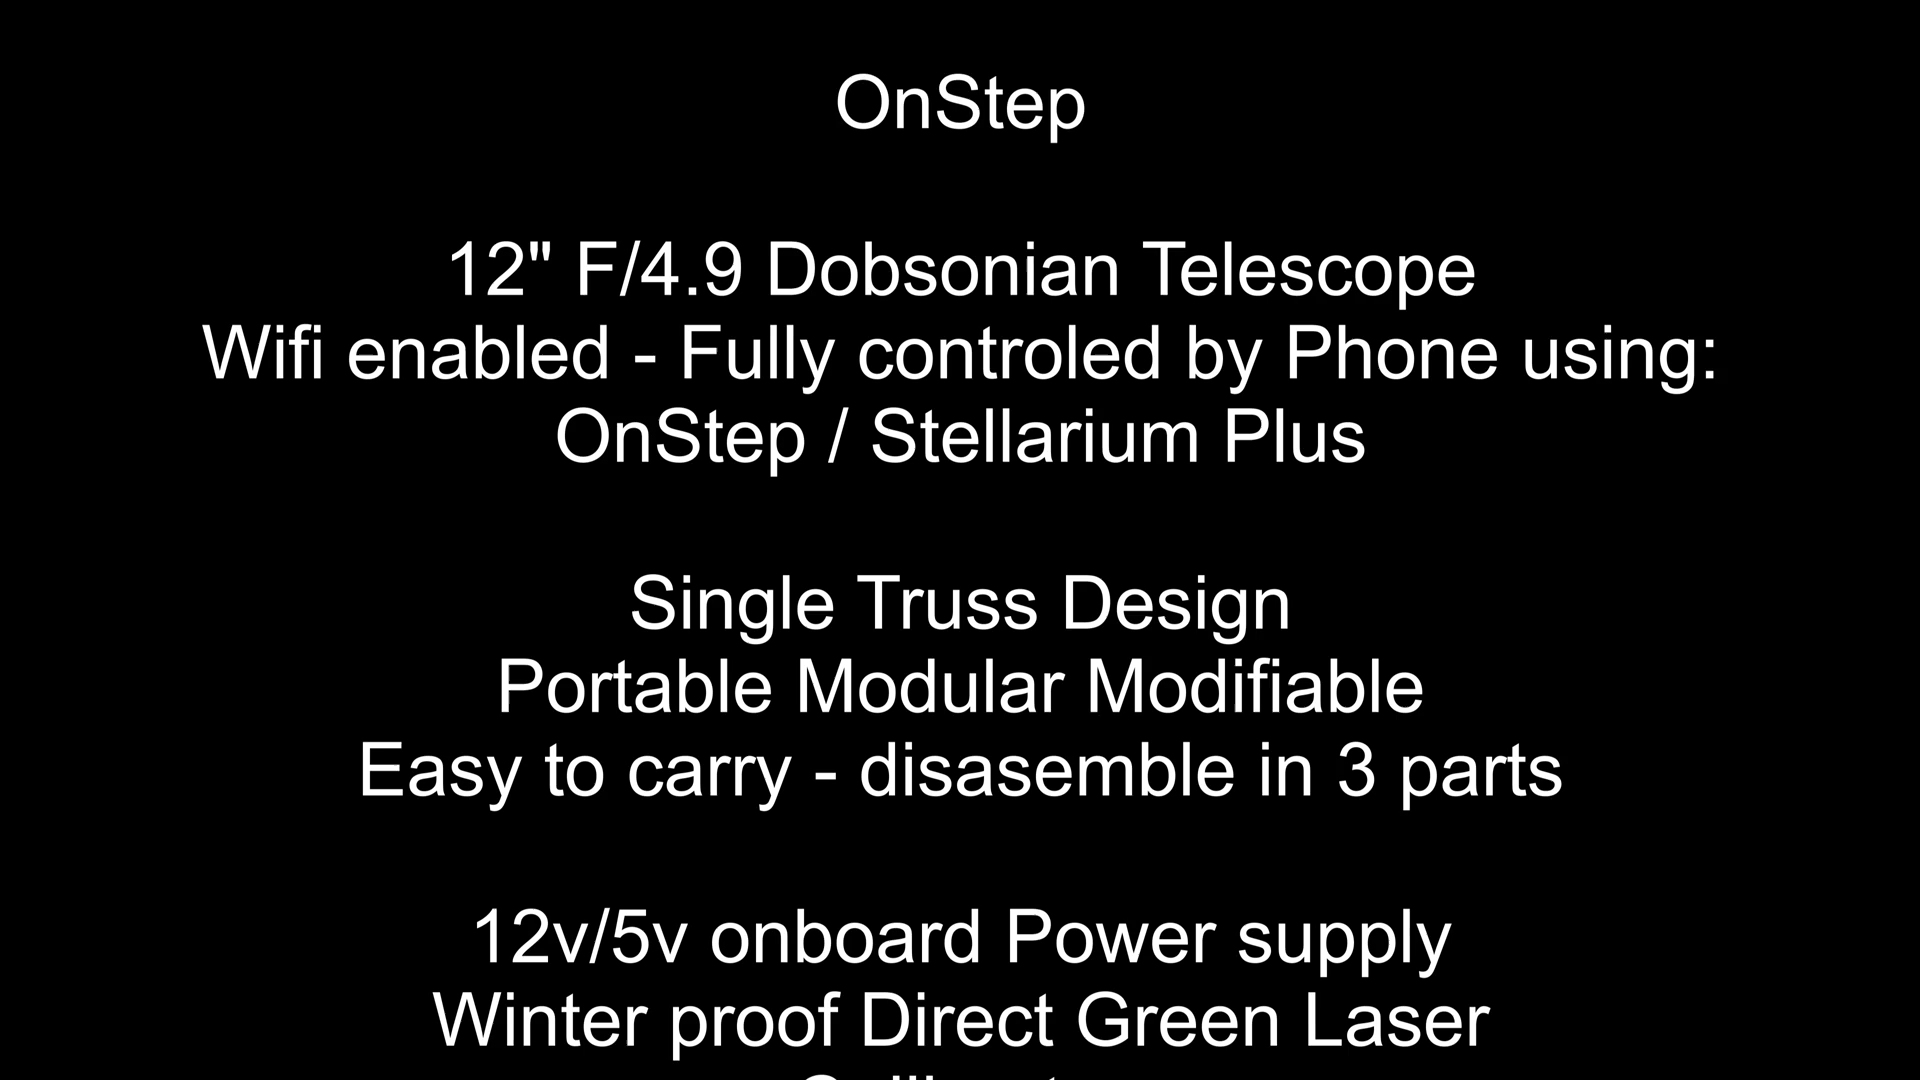 OnStep
12" F/4.9 Dobsonian Telescope
Wifi enabled - Fully controled by Phone using:
OnStep / Stellarium Plus
Single Truss Design
Portable Modular Modifiable
Easy to carry - disasemble in 3 parts
12v/5v onboard Power supply
Winter proof Direct Green Laser